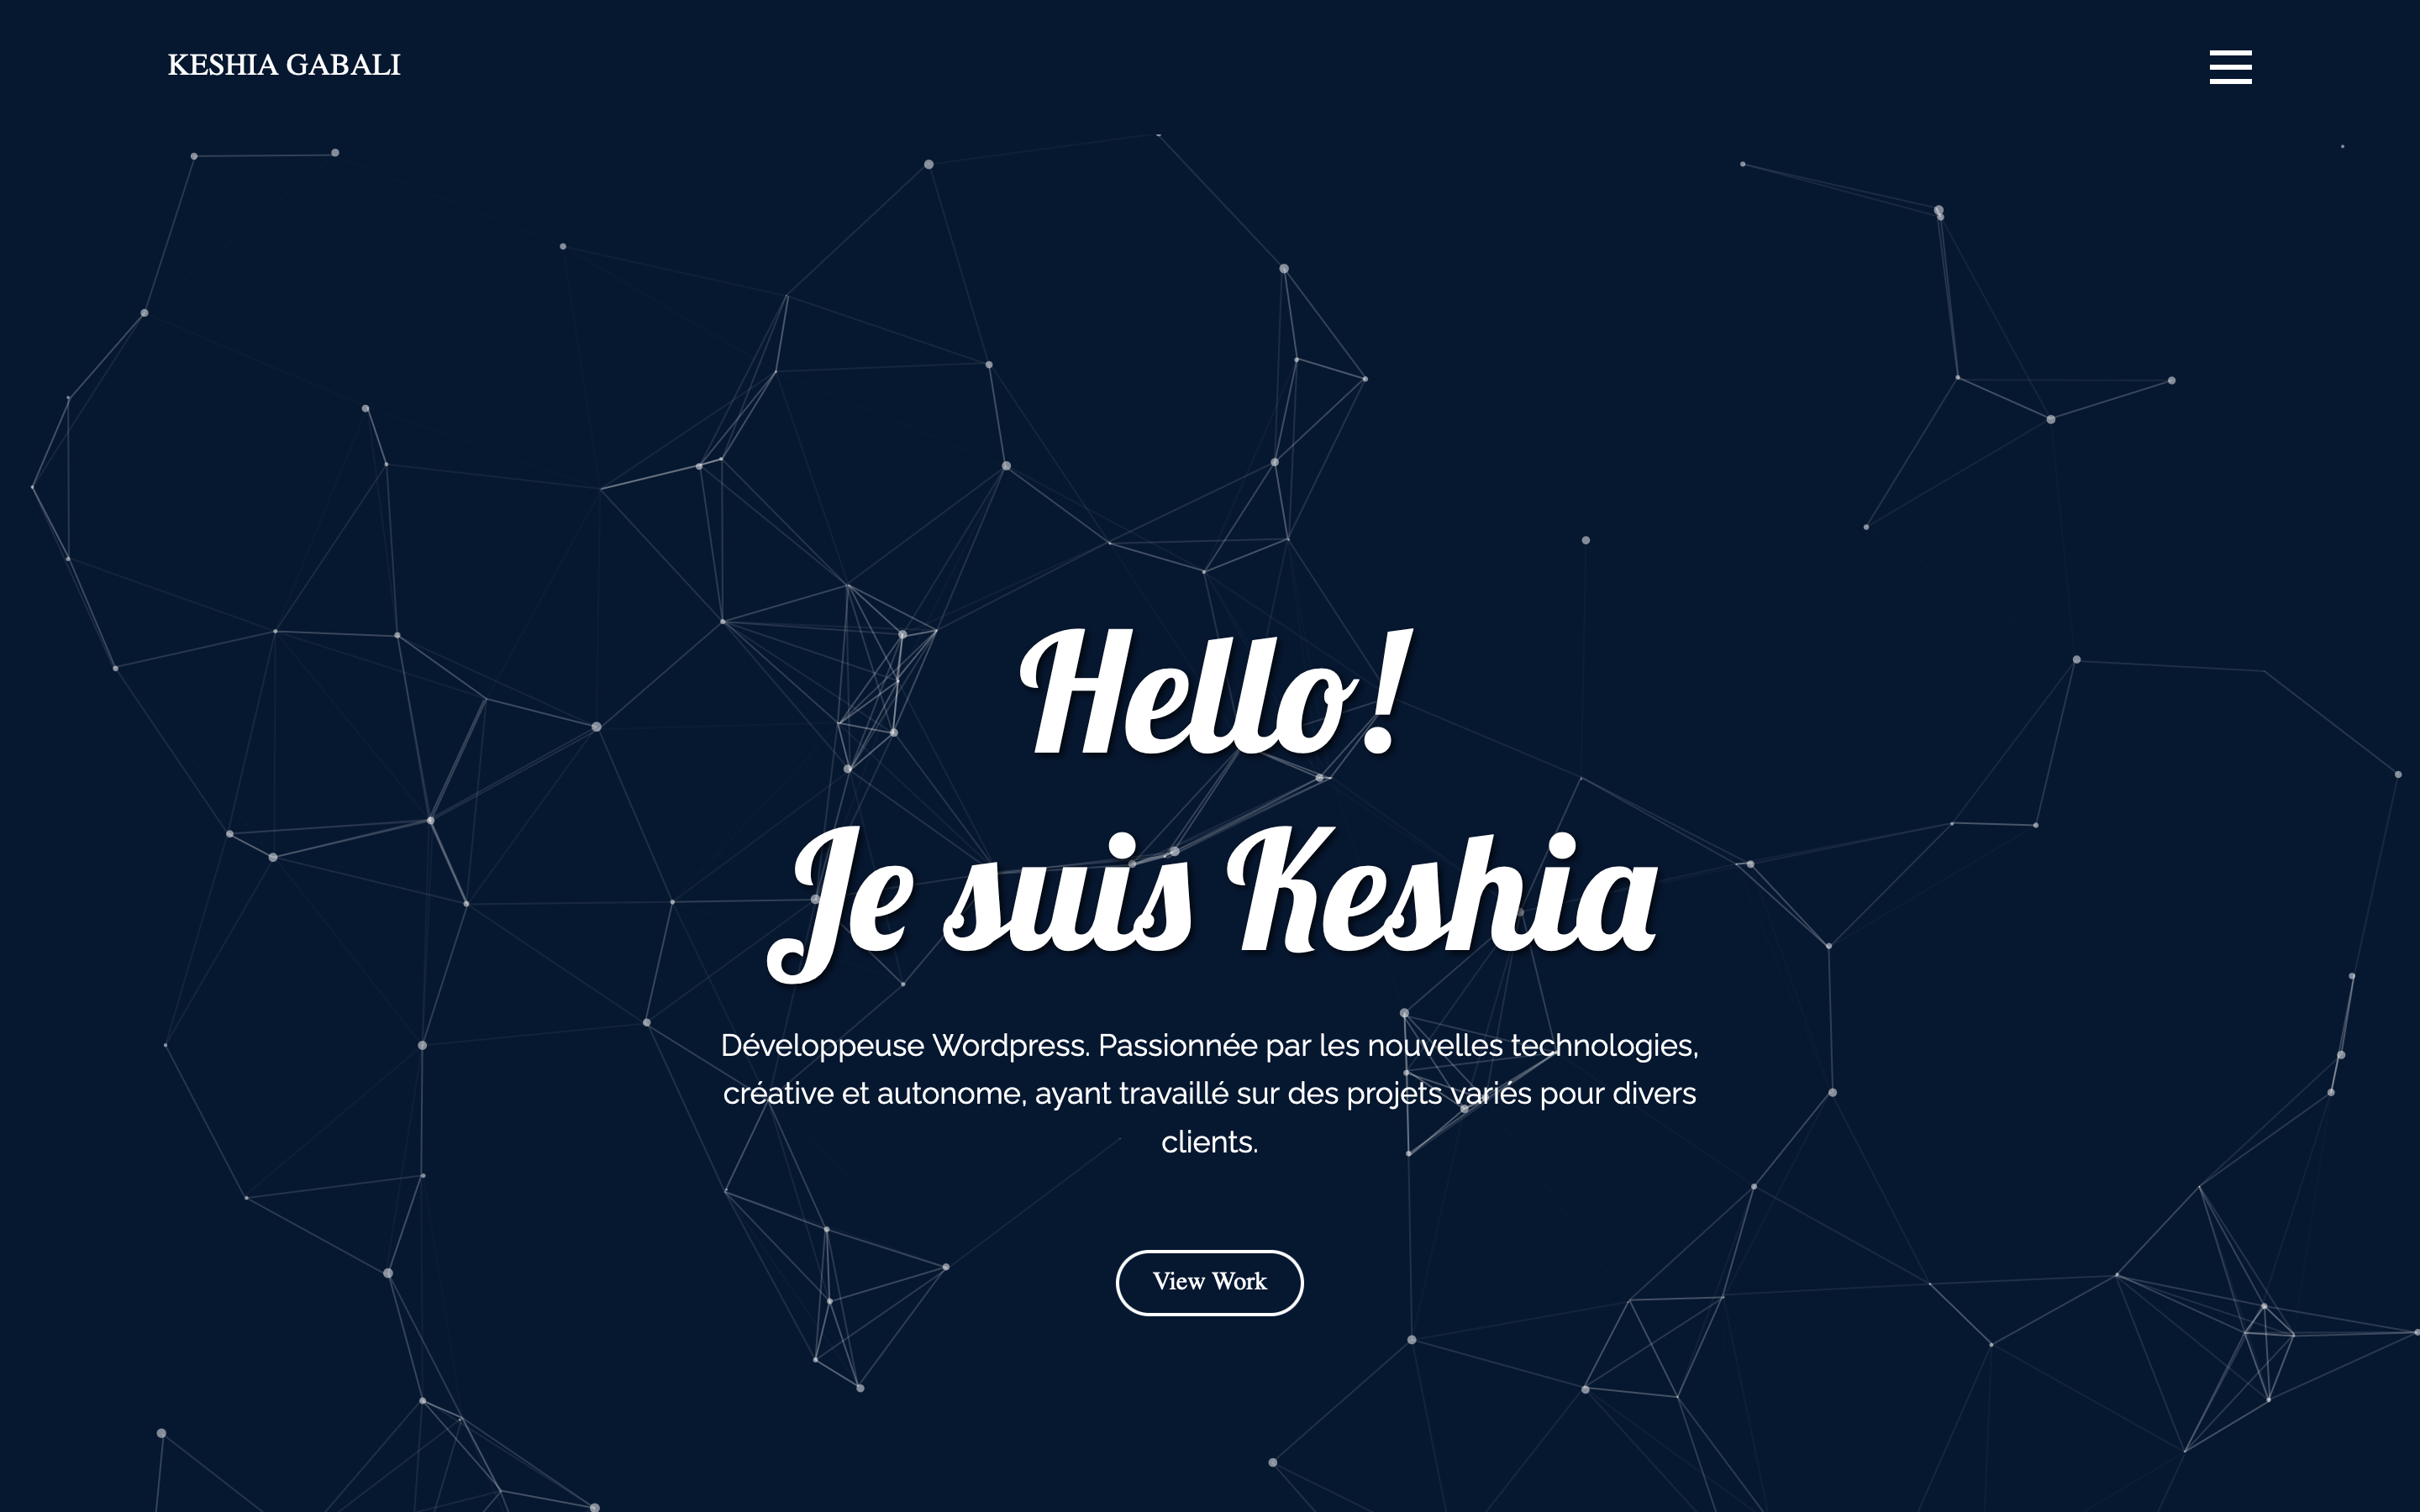 KESHIA GABALI
Hello!
Je suis Keshia
Développeuse Wordpress. Passionnée par les nouvelles technologies,
créative et autonome, ayant travaillé sur des projets variés pour divers
clients.
View Work